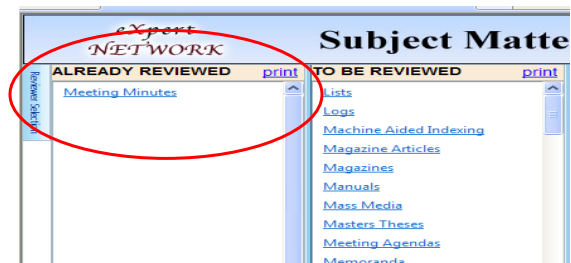 eXpert
NETWORK
Subject Matte
Reviewer Selection
ALREADY REVIEWED print
Meeting Minutes
TO BE REVIEWED print
Lists
Logs
Machine Aided Indexing
Magazine Articles
Magazines
Manuals
Mass Media
Masters Theses
Meeting Agendas
Memoranda